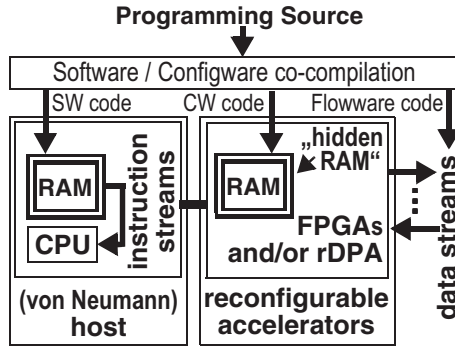 Programming Source
Software / Configware co-compilation
SW code
CW code
Flowware code
RAM
CPU
instruction
streams
(von Neumann)
host
RAM
„hidden
RAM“
FPGAs
and/or rDPA
reconfigurable
accelerators
data streams